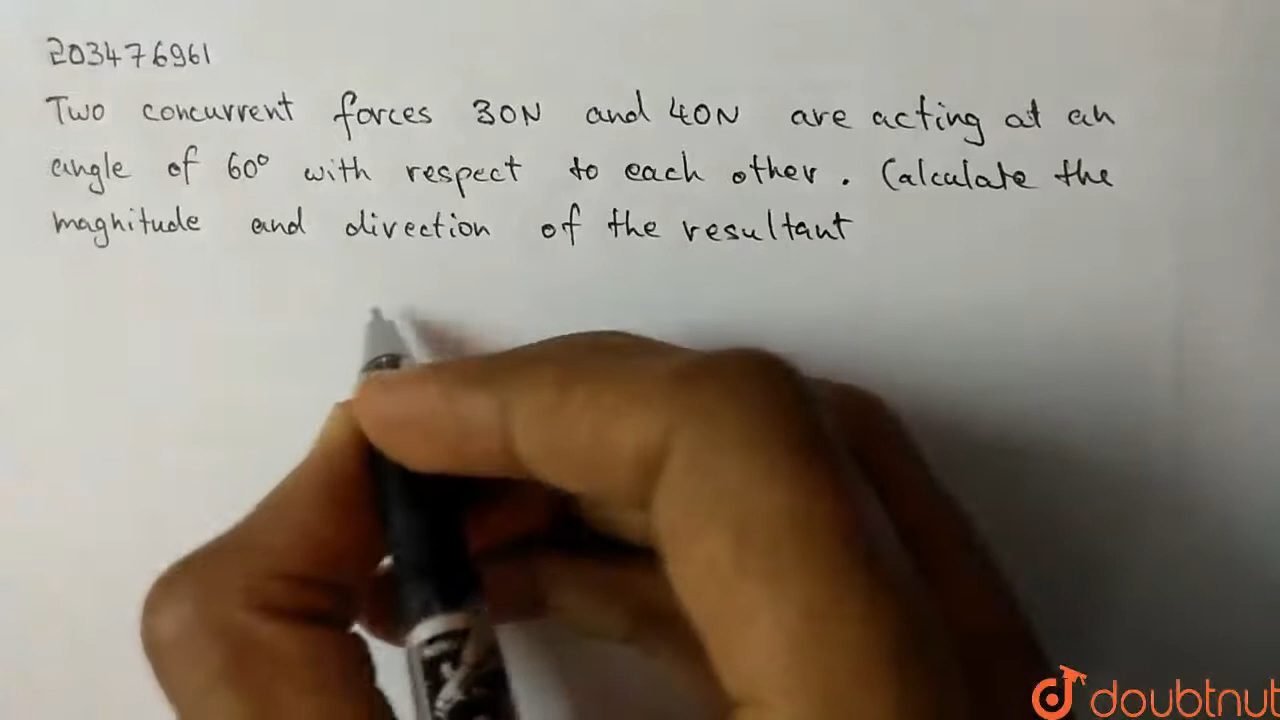 203476961
Two concurrent forces 30N and 40N are acting at an
angle of 60° with respect to each other. Calculate the
magnitude and direction of the resultant
doubtnut